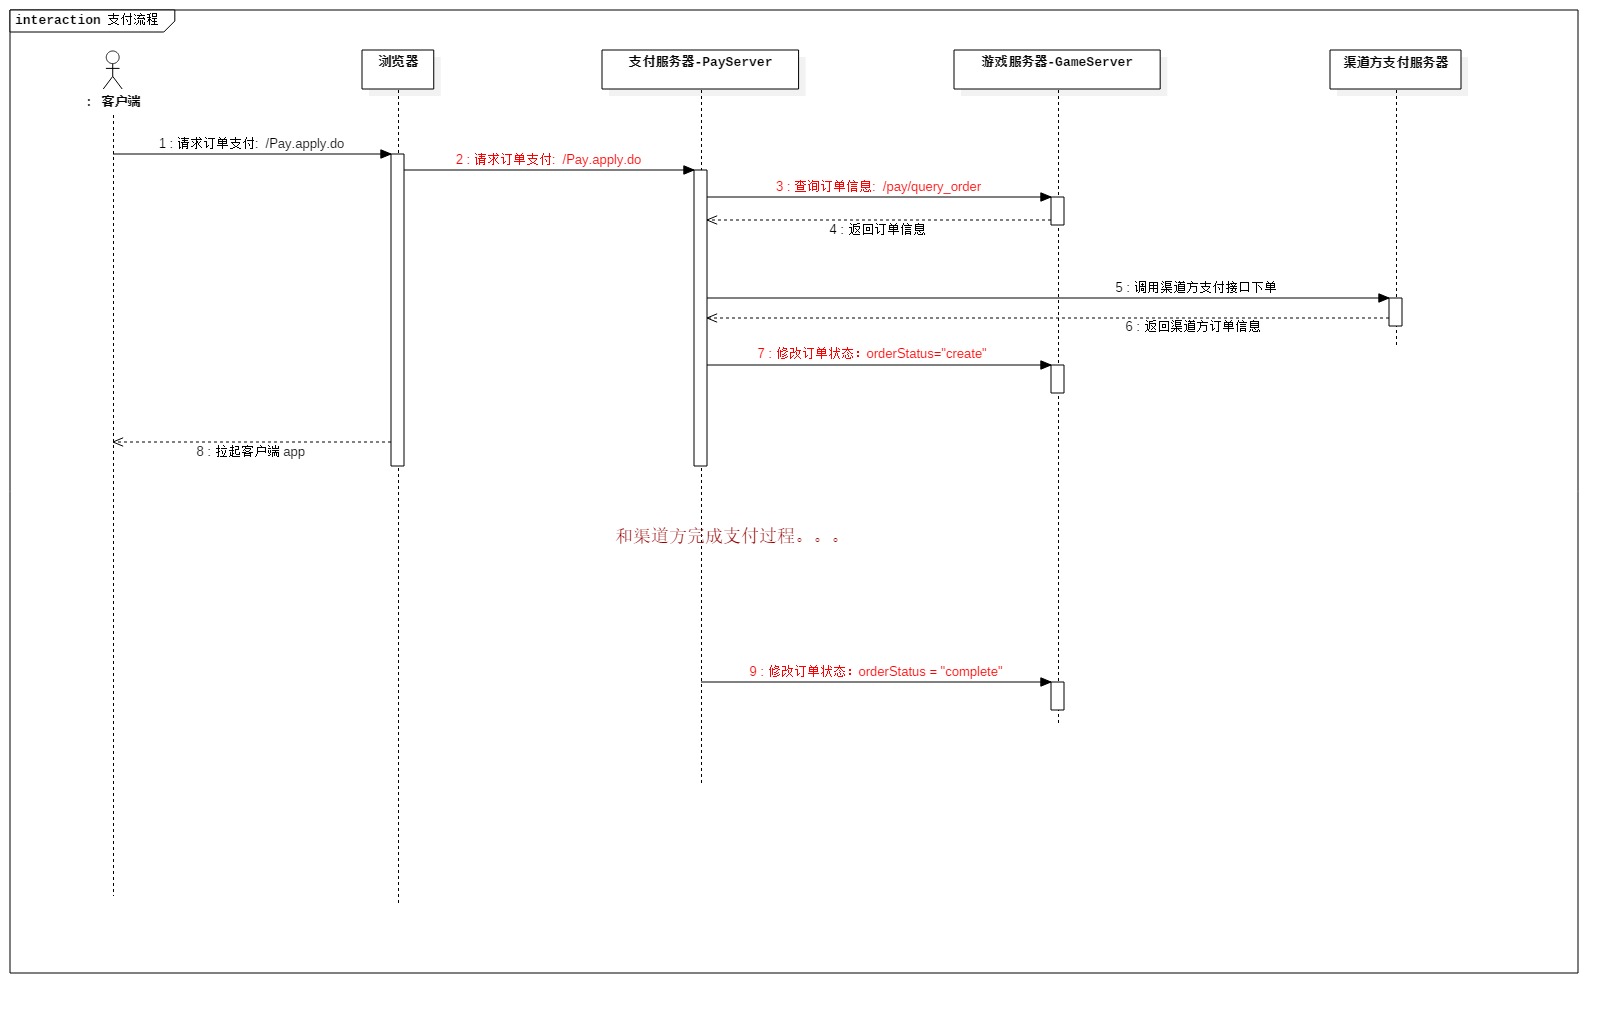 interaction 支付流程
: 客户端
浏览器
支付服务器-PayServer
游戏服务器-GameServer
渠道方支付服务器
1 : 请求订单支付: /Pay.apply.do
2 : 请求订单支付: /Pay.apply.do
3 : 查询订单信息: /pay/query_order
4 : 返回订单信息
5 : 调用渠道方支付接口下单
6 : 返回渠道方订单信息
7 : 修改订单状态：orderStatus="create"
8 : 拉起客户端 app
和渠道方完成支付过程。。。
9 : 修改订单状态：orderStatus = "complete"